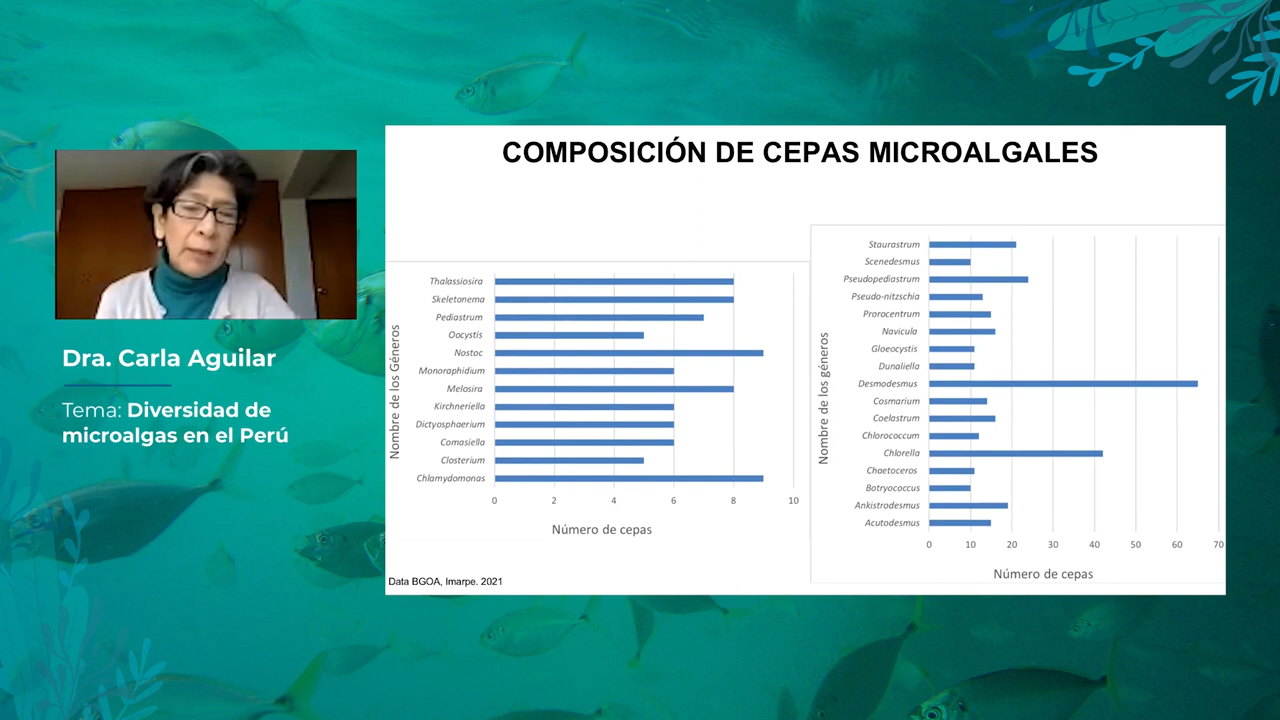 COMPOSICIÓN DE CEPAS MICROALGALES
Dra. Carla Aguilar
Tema: Diversidad de
microalgas en el Perú
Nombre de los Géneros
Thalassiosira
Skeletonema
Pediastrum
Oocystis
Nostoc
Monoraphidium
Melosira
Kirchneriella
Dictyosphaerium
Comasiella
Closterium
Chlamydomonas
0 2 4 6 8 10
Número de cepas
Data BGOA, Imarpe. 2021
Nombre de los géneros
Staurastrum
Scenedesmus
Pseudopediastrum
Pseudo-nitzschia
Prorocentrum
Navicula
Gloeocystis
Dunaliella
Desmodesmus
Cosmarium
Coelastrum
Chlorococcum
Chlorella
Chaetoceros
Botryococcus
Ankistrodesmus
Acutodesmus
0 10 20 30 40 50 60 70
Número de cepas